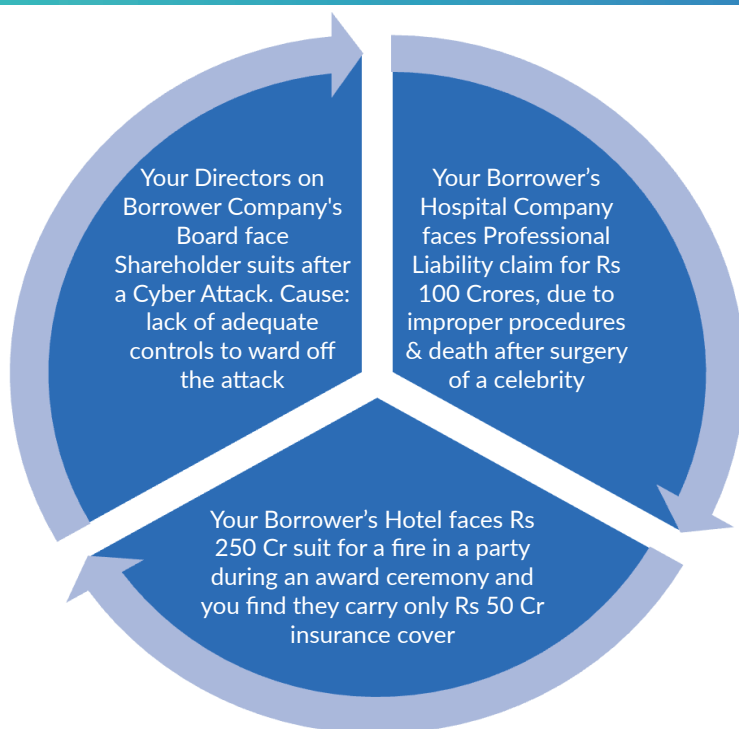 Your Directors on
Borrower Company's
Board face
Shareholder suits after
a Cyber Attack. Cause:
lack of adequate
controls to ward off
the attack
Your Borrower’s
Hospital Company
faces Professional
Liability claim for Rs
100 Crores, due to
improper procedures
& death after surgery
of a celebrity
Your Borrower’s Hotel faces Rs
250 Cr suit for a fire in a party
during an award ceremony and
you find they carry only Rs 50 Cr
insurance cover